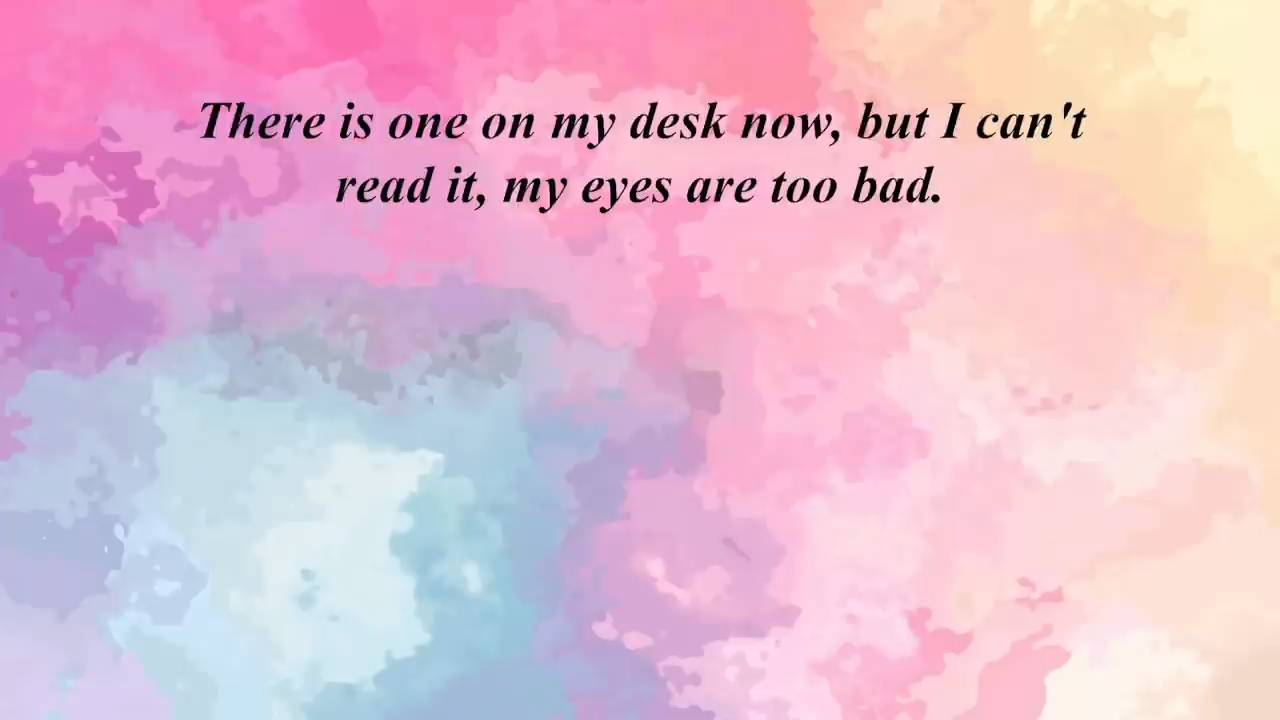 There is one on my desk now, but I can't
read it, my eyes are too bad.